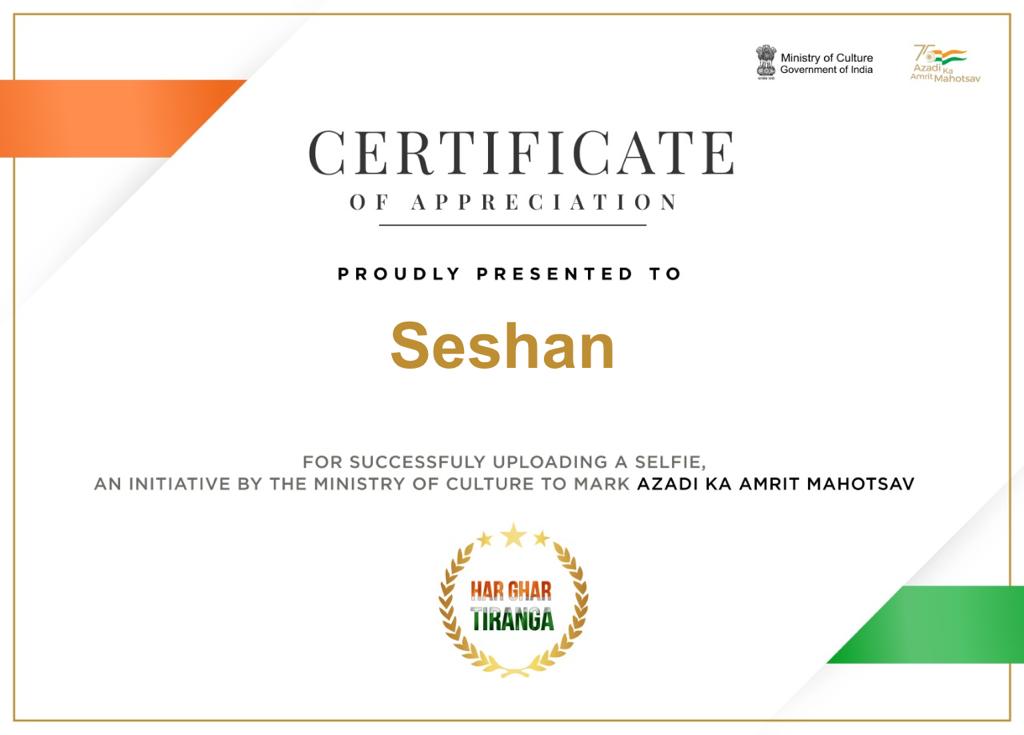 Ministry of Culture
Government of India
75
Azadi Ka
Amrit Mahotsav
CERTIFICATE
OF APPRECIATION
PROUDLY PRESENTED TO
Seshan
FOR SUCCESSFULY UPLOADING A SELFIE,
AN INITIATIVE BY THE MINISTRY OF CULTURE TO MARK AZADI KA AMRIT MAHOTSAV
HAR GHAR
TIRANGA